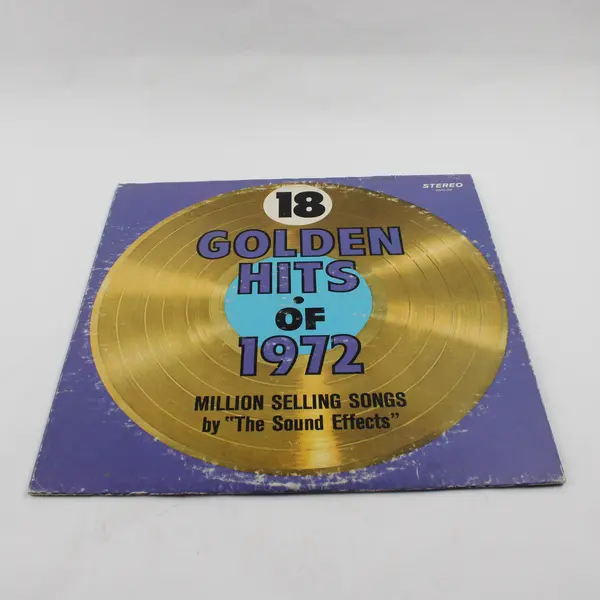 STEREO
18
GOLDEN
HITS
OF
1972
MILLION SELLING SONGS
by "The Sound Effects"